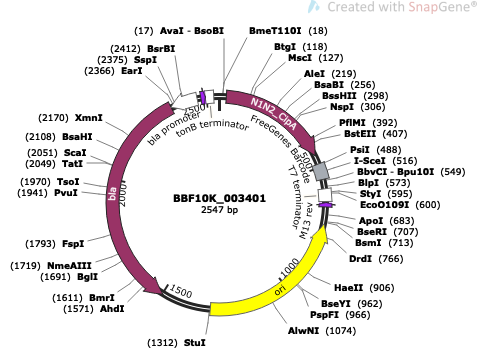 Created with SnapGene®
(17) AvaI - BsoBI
BmeT110I (18)
BtgI (118)
MscI (127)
AleI (219)
BsaBI (256)
BssHII (298)
NspI (306)
PflMI (392)
BstEII (407)
PsiI (488)
I-SceI (516)
BbvCI - Bpu10I (549)
BlpI (573)
StyI (595)
EcoO109I (600)
ApoI (683)
BseRI (707)
BsmI (713)
DrdI (766)
HaeII (906)
BseYI (962)
PspFI (966)
AlwNI (1074)
(1312) StuI
(1571) AhdI
(1611) BmrI
(1691) BglI
(1719) NmeAIII
(1793) FspI
(1941) PvuI
(1970) TsoI
(2049) TatI
(2051) ScaI
(2108) BsaHI
(2170) XmnI
(2366) EarI
(2375) SspI
(2412) BsrBI
N1N2_ClpA
FreeGenes Barcode
T7 terminator
M13 rev
ori
bla
bla promoter
tonB terminator
500
1000
1500
2000
2500
BBF10K_003401
2547 bp